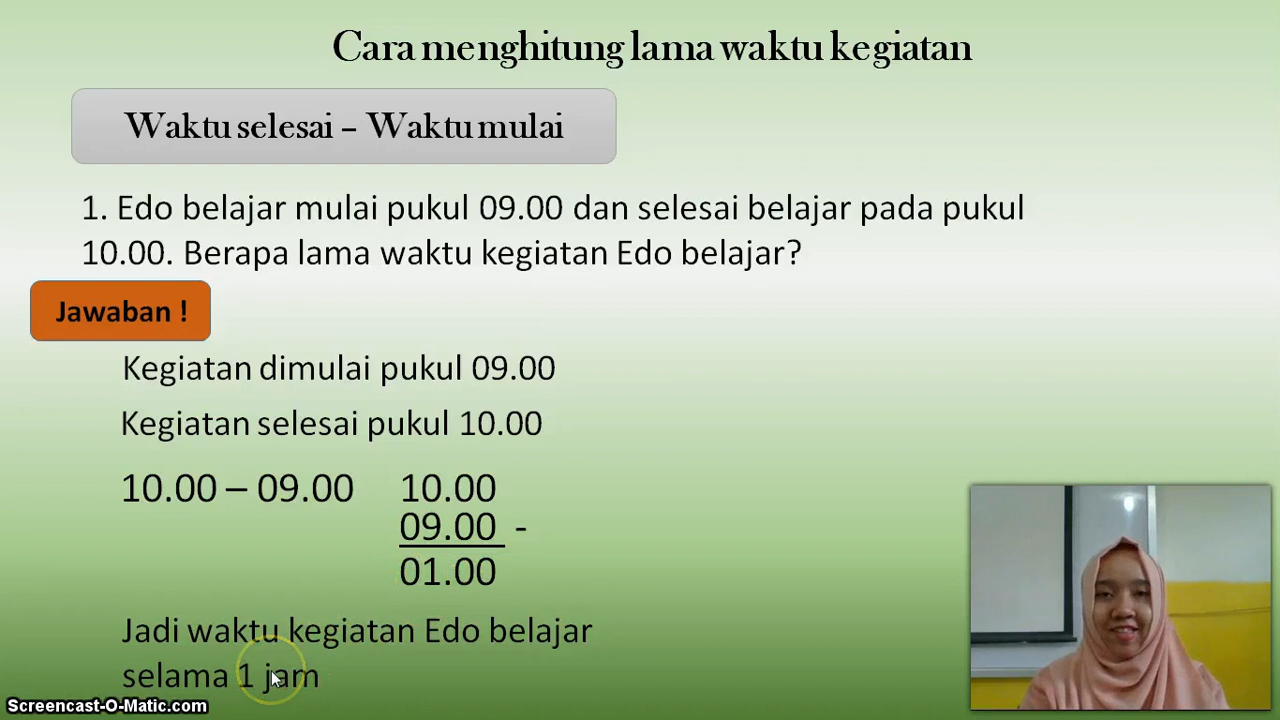 Cara menghitung lama waktu kegiatan
Waktu selesai – Waktu mulai
1. Edo belajar mulai pukul 09.00 dan selesai belajar pada pukul
10.00. Berapa lama waktu kegiatan Edo belajar?
Jawaban !
Kegiatan dimulai pukul 09.00
Kegiatan selesai pukul 10.00
10.00 – 09.00 10.00
09.00 -
01.00
Jadi waktu kegiatan Edo belajar
selama 1 jam
Screencast-O-Matic.com